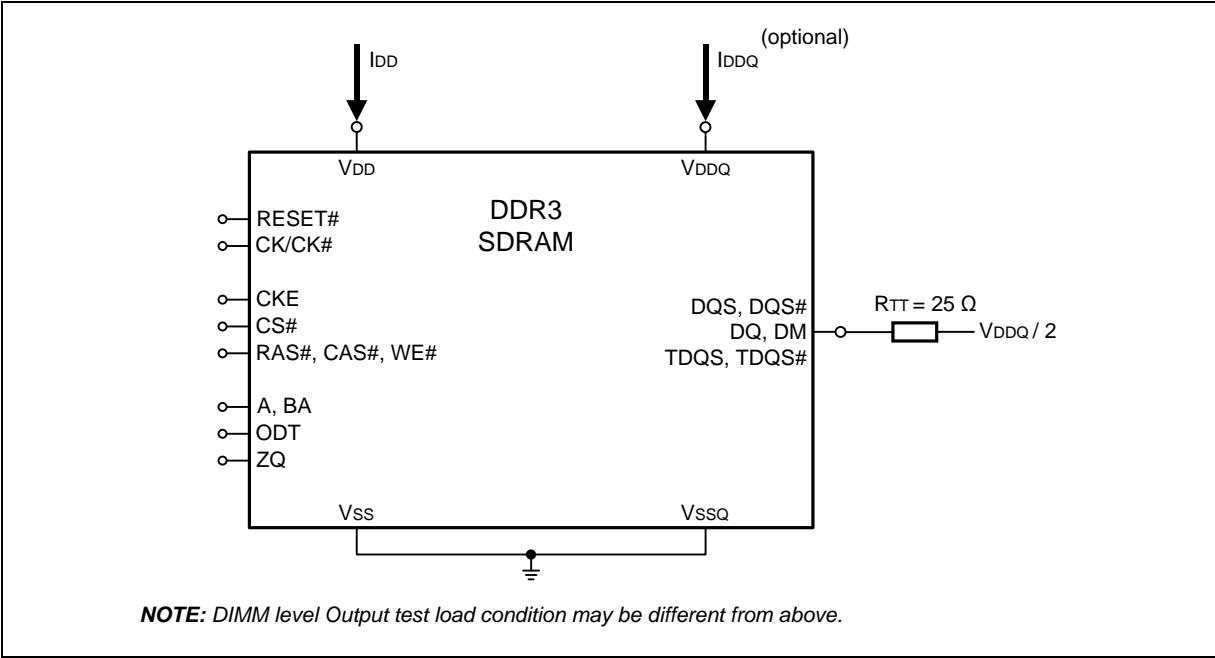 (optional)
IDD
IDDQ
VDD
VDDQ
DDR3
SDRAM
RESET#
CK/CK#
CKE
CS#
RAS#, CAS#, WE#
A, BA
ODT
ZQ
DQS, DQS#
DQ, DM
TDQS, TDQS#
RTT = 25 Ω
VDDQ / 2
VSS
VSSQ
NOTE: DIMM level Output test load condition may be different from above.